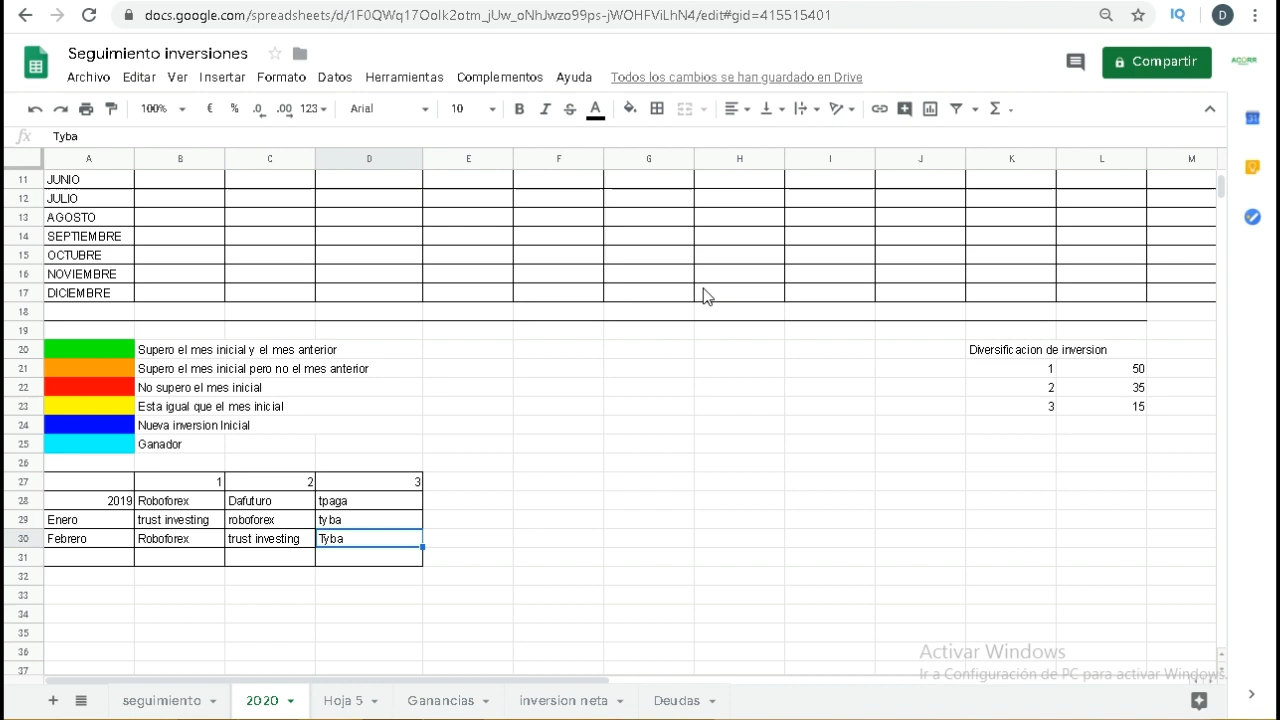 docs.google.com/spreadsheets/d/1F0QWq17Oolk3otm_jUw_oNhJwzo99ps-jWOHFViLhN4/edit#gid=415515401
IQ
D
Seguimiento inversiones
Archivo Editar Ver Insertar Formato Datos Herramientas Complementos Ayuda Todos los cambios se han guardado en Drive
Compartir
100% € % .0 .00 123 Arial 10 B I S A Σ
fx Tyba
A B C D E F G H I J K L M
11 JUNIO
12 JULIO
13 AGOSTO
14 SEPTIEMBRE
15 OCTUBRE
16 NOVIEMBRE
17 DICIEMBRE
18
19
20 Supero el mes inicial y el mes anterior Diversificacion de inversion
21 Supero el mes inicial pero no el mes anterior 1 50
22 No supero el mes inicial 2 35
23 Esta igual que el mes inicial 3 15
24 Nueva inversion Inicial
25 Ganador
26
27 1 2 3
28 2019 Roboforex Dafuturo tpaga
29 Enero trust investing roboforex tyba
30 Febrero Roboforex trust investing Tyba
31
32
33
34
35
36
37
Activar Windows
Ir a Configuración de PC para activar Windows.
seguimiento 2020 Hoja 5 Ganancias inversion neta Deudas